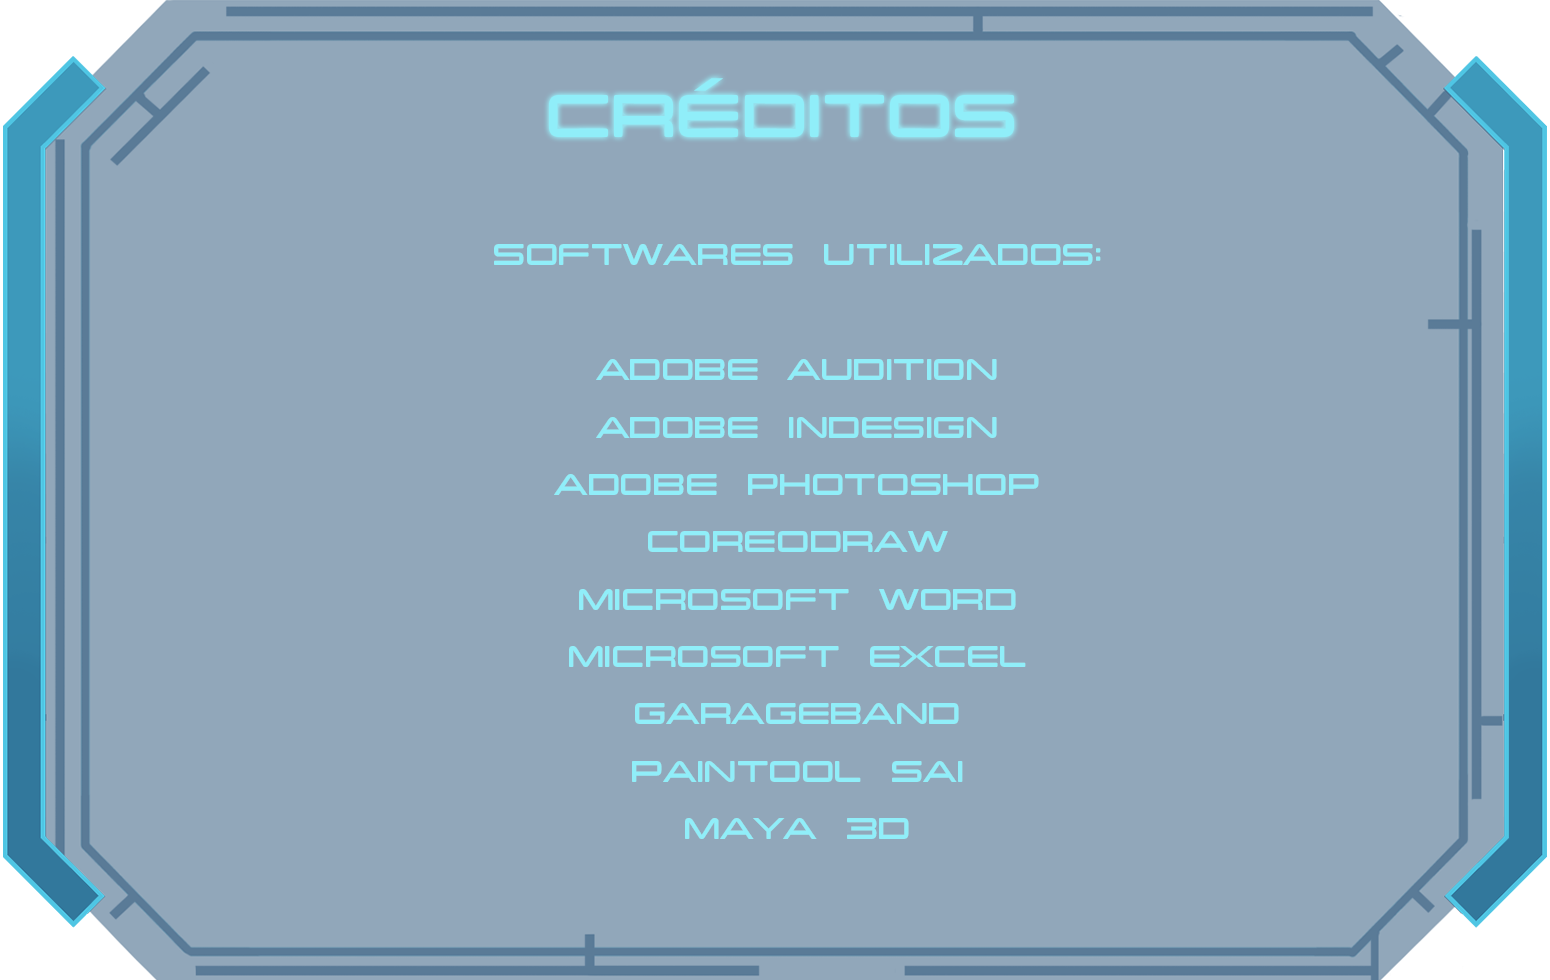 CRÉDITOS
SOFTWARES UTILIZADOS:
ADOBE AUDITION
ADOBE INDESIGN
ADOBE PHOTOSHOP
COREODRAW
MICROSOFT WORD
MICROSOFT EXCEL
GARAGEBAND
PAINTOOL SAI
MAYA 3D